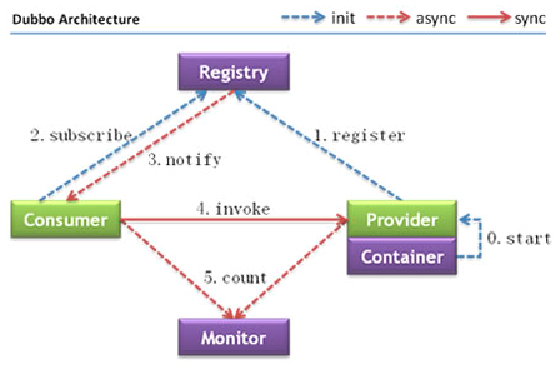 Dubbo Architecture
init
async
sync
Registry
2. subscribe
1. register
3. notify
Consumer
4. invoke
Provider
0. start
Container
5. count
Monitor